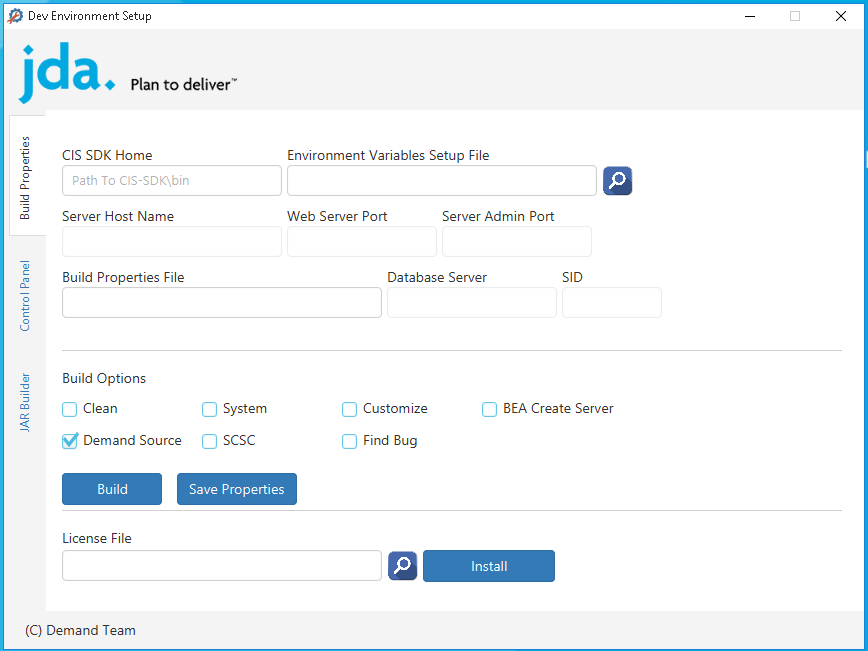 Dev Environment Setup
jda. Plan to deliver™
Build Properties
Control Panel
JAR Builder
CIS SDK Home Environment Variables Setup File
Path To CIS-SDK\bin
Server Host Name Web Server Port Server Admin Port
Build Properties File Database Server SID
Build Options
Clean System Customize BEA Create Server
Demand Source SCSC Find Bug
Build Save Properties
License File
Install
(C) Demand Team